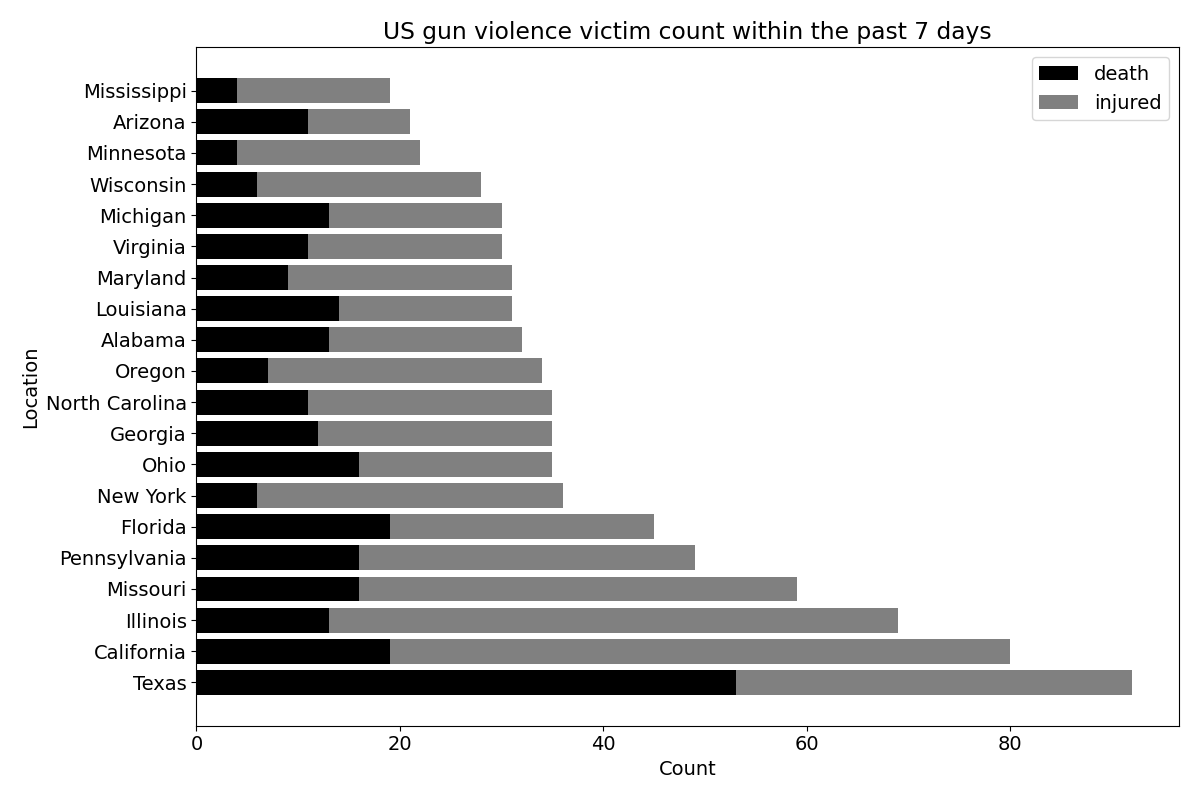 US gun violence victim count within the past 7 days
death
injured
Location
Mississippi
Arizona
Minnesota
Wisconsin
Michigan
Virginia
Maryland
Louisiana
Alabama
Oregon
North Carolina
Georgia
Ohio
New York
Florida
Pennsylvania
Missouri
Illinois
California
Texas
0 20 40 60 80
Count